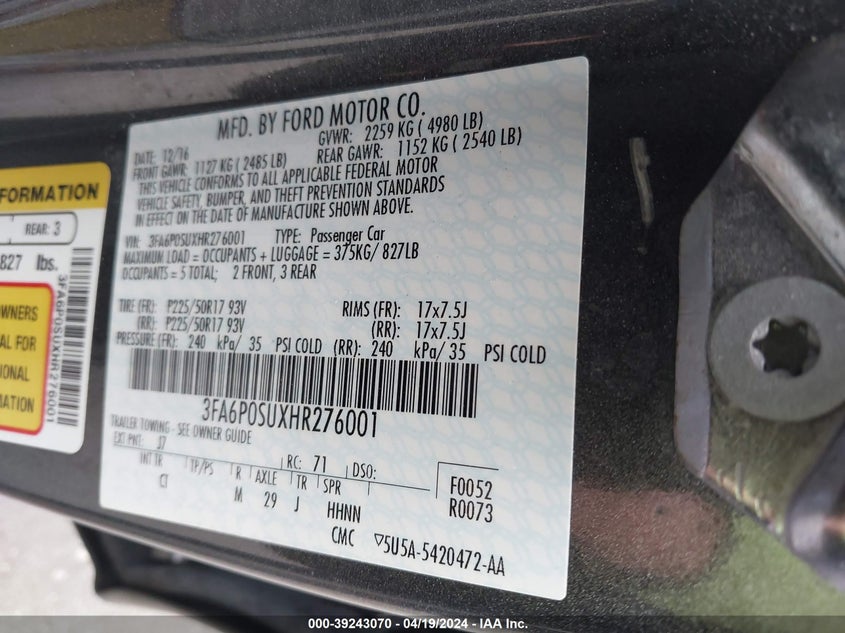 MFD. BY FORD MOTOR CO.
DATE: 12/16 GVWR: 2259 KG ( 4980 LB)
FRONT GAWR: 1127 KG ( 2485 LB) REAR GAWR: 1152 KG ( 2540 LB)
THIS VEHICLE CONFORMS TO ALL APPLICABLE FEDERAL MOTOR
VEHICLE SAFETY, BUMPER, AND THEFT PREVENTION STANDARDS
IN EFFECT ON THE DATE OF MANUFACTURE SHOWN ABOVE.
VIN: 3FA6P0SUXHR276001 TYPE: Passenger Car
MAXIMUM LOAD = OCCUPANTS + LUGGAGE = 375KG/ 827LB
OCCUPANTS = 5 TOTAL; 2 FRONT, 3 REAR
TIRE (FR): P225/50R17 93V RIMS (FR): 17x7.5J
(RR): P225/50R17 93V (RR): 17x7.5J
PRESSURE (FR): 240 kPa/ 35 PSI COLD (RR): 240 kPa/ 35 PSI COLD
3FA6P0SUXHR276001
TRAILER TOWING - SEE OWNER GUIDE
EXT PNT: J7 RC: 71 DSO:
INT TR TP/PS R AXLE TR SPR F0052
CT M 29 J HHNN R0073
CMC ▽5U5A-5420472-AA
FORMATION
REAR: 3
827 lbs.
OWNERS
AL FOR
IONAL
MATION
3FA6P0SUXHR276001
000-39243070 - 04/19/2024 - IAA Inc.